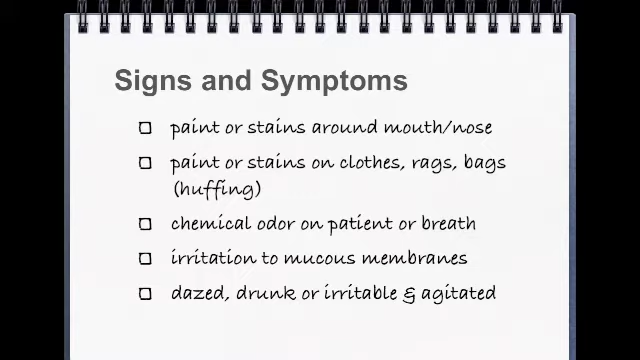 Signs and Symptoms
paint or stains around mouth/nose
paint or stains on clothes, rags, bags
(huffing)
chemical odor on patient or breath
irritation to mucous membranes
dazed, drunk or irritable & agitated